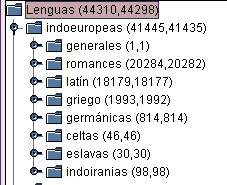 Lenguas (44310,44298)
indoeuropeas (41445,41435)
generales (1,1)
romances (20284,20282)
latín (18179,18177)
griego (1993,1992)
germánicas (814,814)
celtas (46,46)
eslavas (30,30)
indoiranias (98,98)